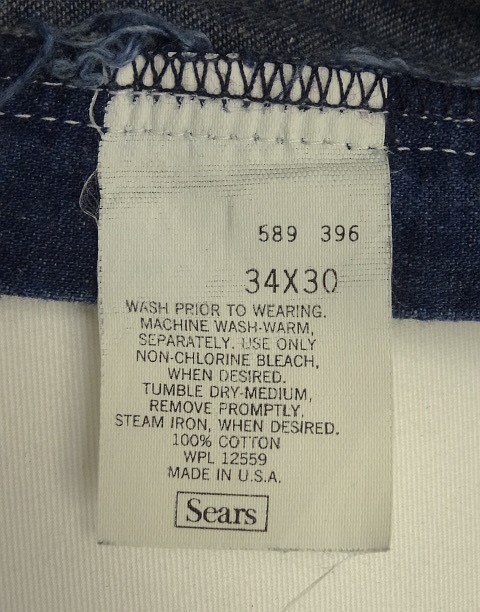 589 396
34X30
WASH PRIOR TO WEARING.
MACHINE WASH-WARM,
SEPARATELY. USE ONLY
NON-CHLORINE BLEACH,
WHEN DESIRED.
TUMBLE DRY-MEDIUM,
REMOVE PROMPTLY.
STEAM IRON, WHEN DESIRED.
100% COTTON
WPL 12559
MADE IN U.S.A.
Sears